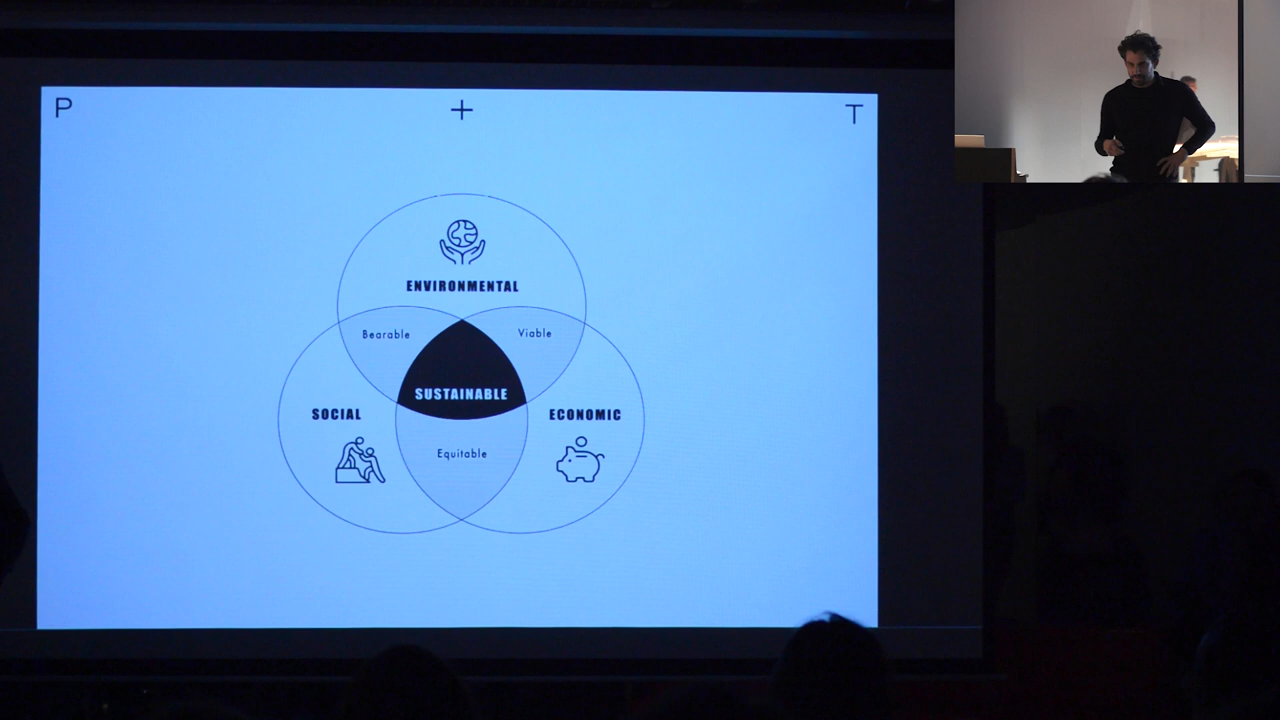 P + T
ENVIRONMENTAL
Bearable
Viable
SUSTAINABLE
SOCIAL
ECONOMIC
Equitable